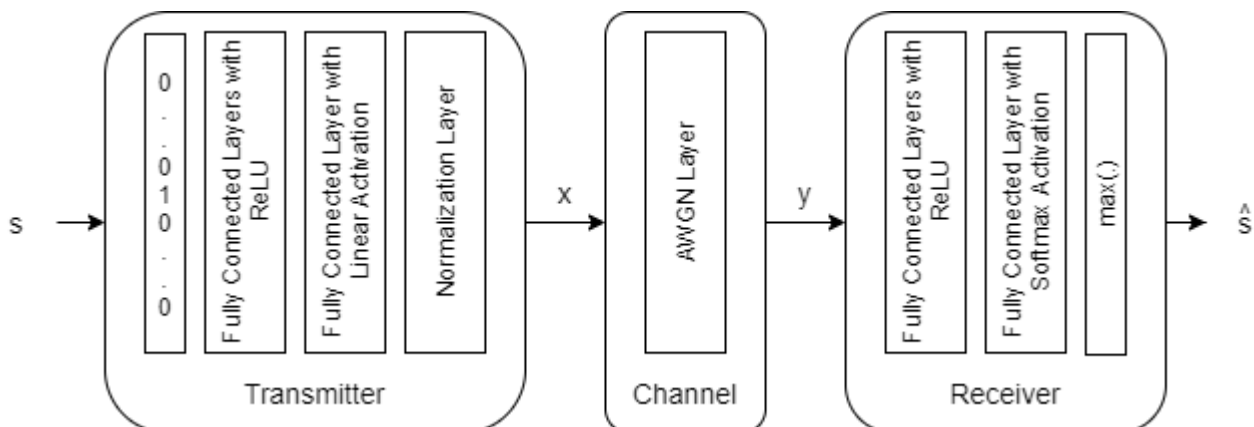 s
0
.
.
0
1
0
.
.
0
Fully Connected Layers with
ReLU
Fully Connected Layer with
Linear Activation
Normalization Layer
Transmitter
x
AWGN Layer
Channel
y
Fully Connected Layers with
ReLU
Fully Connected Layer with
Softmax Activation
max(.)
Receiver
ŝ